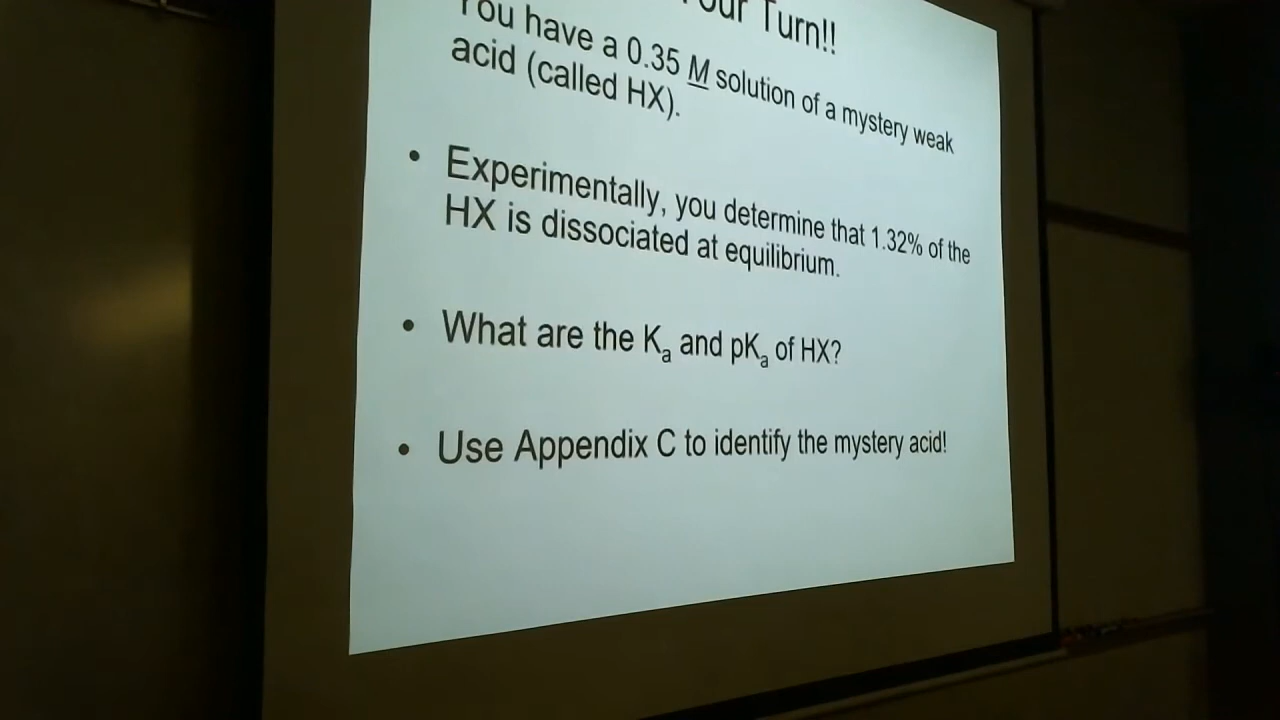 Your Turn!!
You have a 0.35 M solution of a mystery weak
acid (called HX).
• Experimentally, you determine that 1.32% of the
HX is dissociated at equilibrium.
• What are the Ka and pKa of HX?
• Use Appendix C to identify the mystery acid!